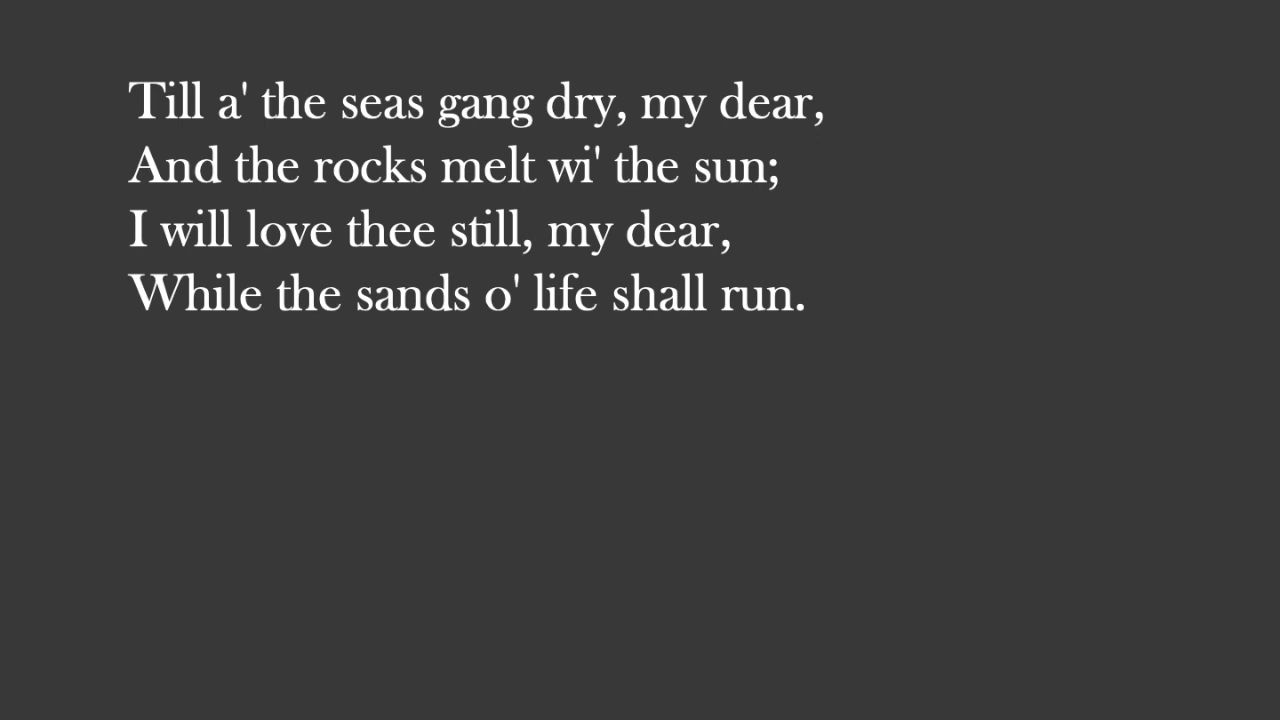 Till a' the seas gang dry, my dear,
And the rocks melt wi' the sun;
I will love thee still, my dear,
While the sands o' life shall run.